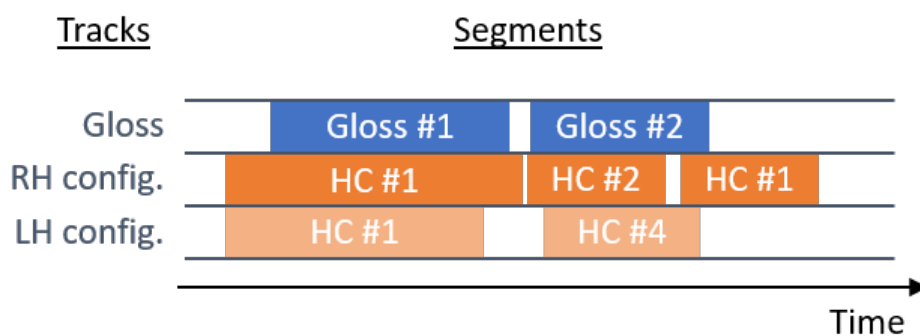 Tracks Segments
Gloss Gloss #1 Gloss #2
RH config. HC #1 HC #2 HC #1
LH config. HC #1 HC #4
Time